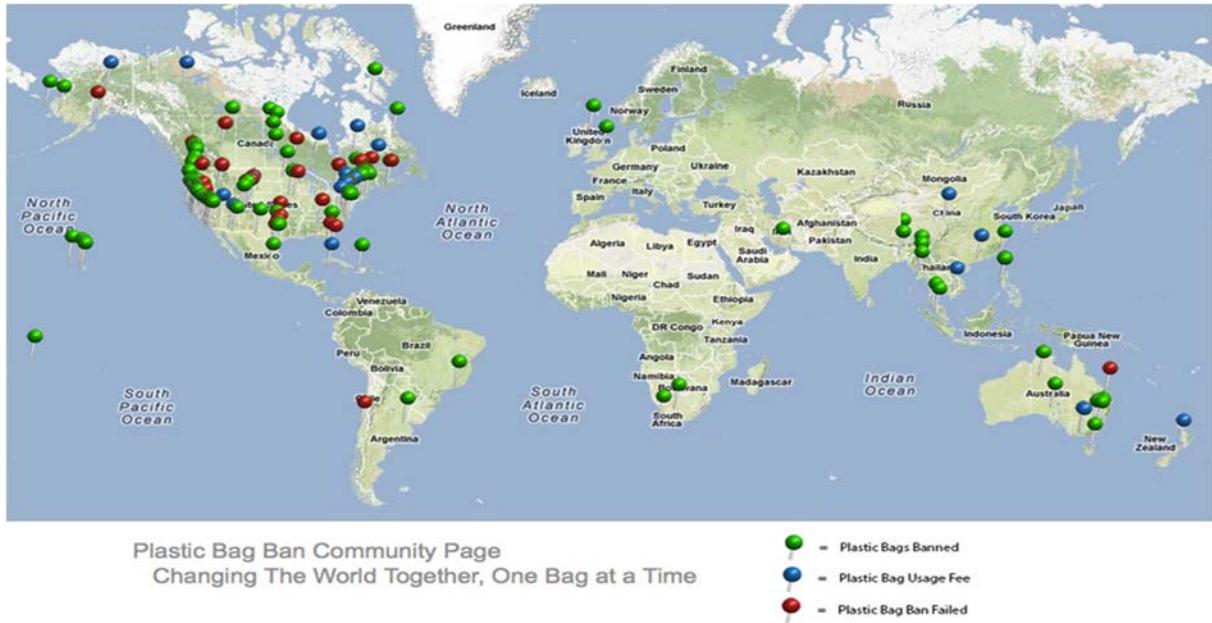 Greenland
Iceland
Finland
Sweden
Norway
Russia
United
Kingdom
Poland
Germany
Ukraine
France
Kazakhstan
Mongolia
Italy
Spain
Turkey
China
South Korea
Japan
Afghanistan
Iraq
Pakistan
Canada
North
Pacific
Ocean
North
Atlantic
Ocean
Mexico
Algeria
Libya
Egypt
Saudi
Arabia
India
Thailand
Mali
Niger
Chad
Sudan
Nigeria
Ethiopia
Venezuela
Colombia
DR Congo
Kenya
Tanzania
Indonesia
Papua New
Guinea
Peru
Brazil
Bolivia
Angola
Namibia
Botswana
Madagascar
South
Pacific
Ocean
Chile
South
Atlantic
Ocean
Indian
Ocean
Australia
South
Africa
Argentina
New
Zealand
Plastic Bag Ban Community Page
Changing The World Together, One Bag at a Time
= Plastic Bags Banned
= Plastic Bag Usage Fee
= Plastic Bag Ban Failed